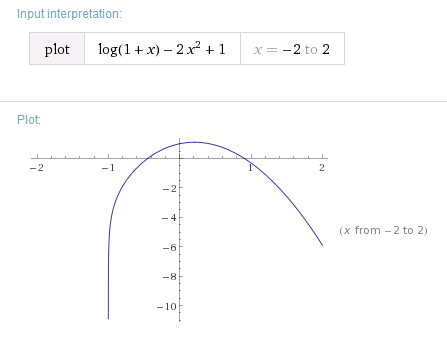 Input interpretation:
plot log(1 + x) − 2 x² + 1 x = −2 to 2
Plot:
−2 −1 1 2
−2
−4
−6
−8
−10
(x from −2 to 2)